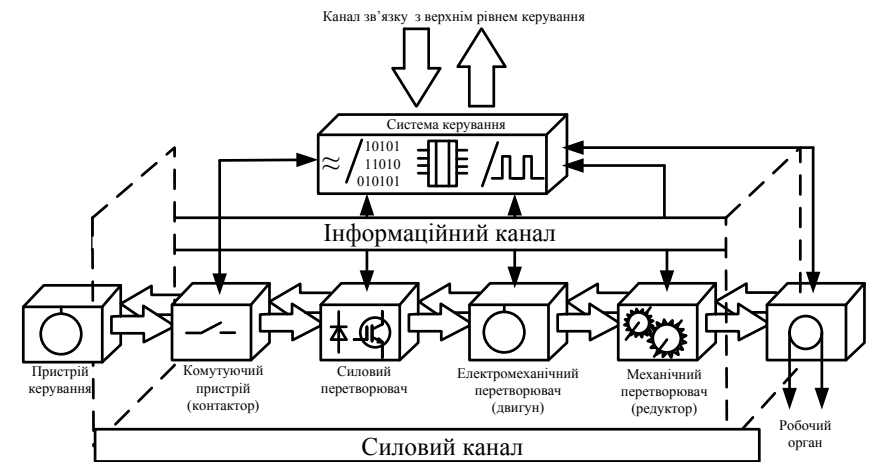 Канал зв’язку з верхнім рівнем керування
Система керування
≈/10101
11010
010101
Інформаційний канал
Пристрій
керування
Комутуючий
пристрій
(контактор)
Силовий
перетворювач
Електромеханічний
перетворювач
(двигун)
Механічний
перетворювач
(редуктор)
Робочий
орган
Силовий канал